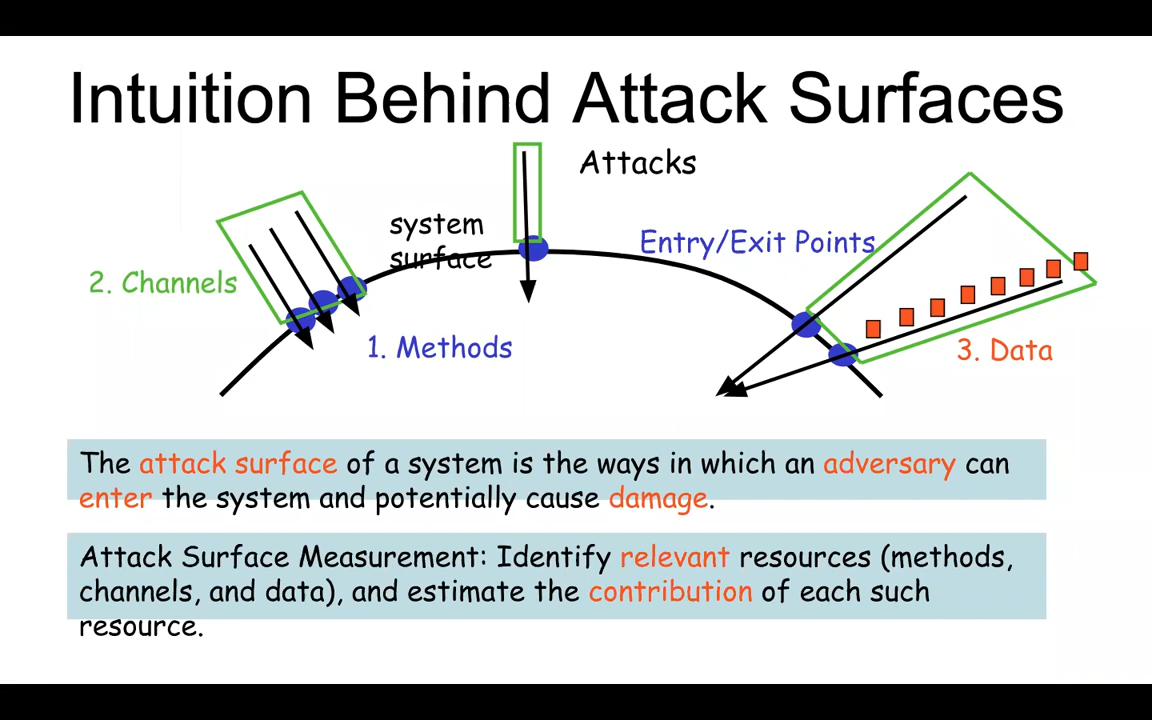 Intuition Behind Attack Surfaces
Attacks
system
surface
Entry/Exit Points
2. Channels
1. Methods
3. Data
The attack surface of a system is the ways in which an adversary can
enter the system and potentially cause damage.
Attack Surface Measurement: Identify relevant resources (methods,
channels, and data), and estimate the contribution of each such
resource.